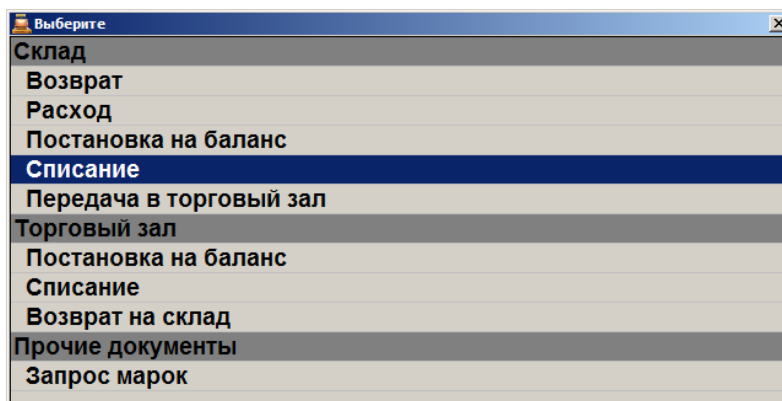 Выберите
Склад
Возврат
Расход
Постановка на баланс
Списание
Передача в торговый зал
Торговый зал
Постановка на баланс
Списание
Возврат на склад
Прочие документы
Запрос марок